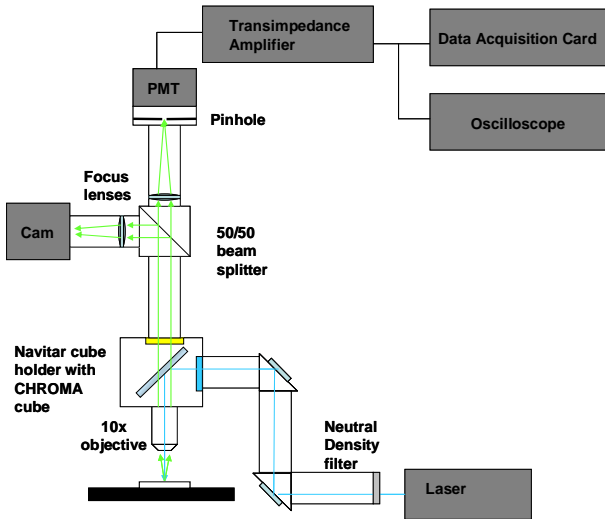 Transimpedance
Amplifier
Data Acquisition Card
PMT
Pinhole
Oscilloscope
Focus
lenses
Cam
50/50
beam
splitter
Navitar cube
holder with
CHROMA
cube
10x
objective
Neutral
Density
filter
Laser